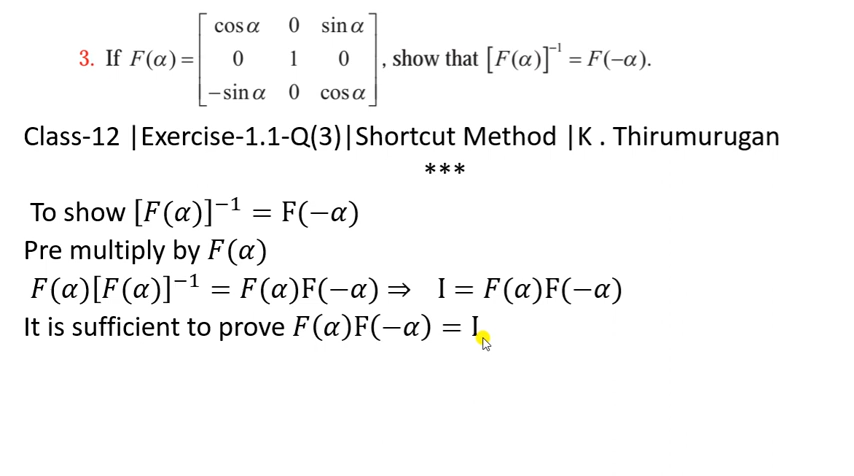 3. If F(α) = [cos α 0 sin α
0 1 0
−sin α 0 cos α], show that [F(α)]⁻¹ = F(−α).
Class-12 |Exercise-1.1-Q(3)|Shortcut Method |K . Thirumurugan
***
To show [F(α)]⁻¹ = F(−α)
Pre multiply by F(α)
F(α)[F(α)]⁻¹ = F(α)F(−α) ⇒ I = F(α)F(−α)
It is sufficient to prove F(α)F(−α) = I